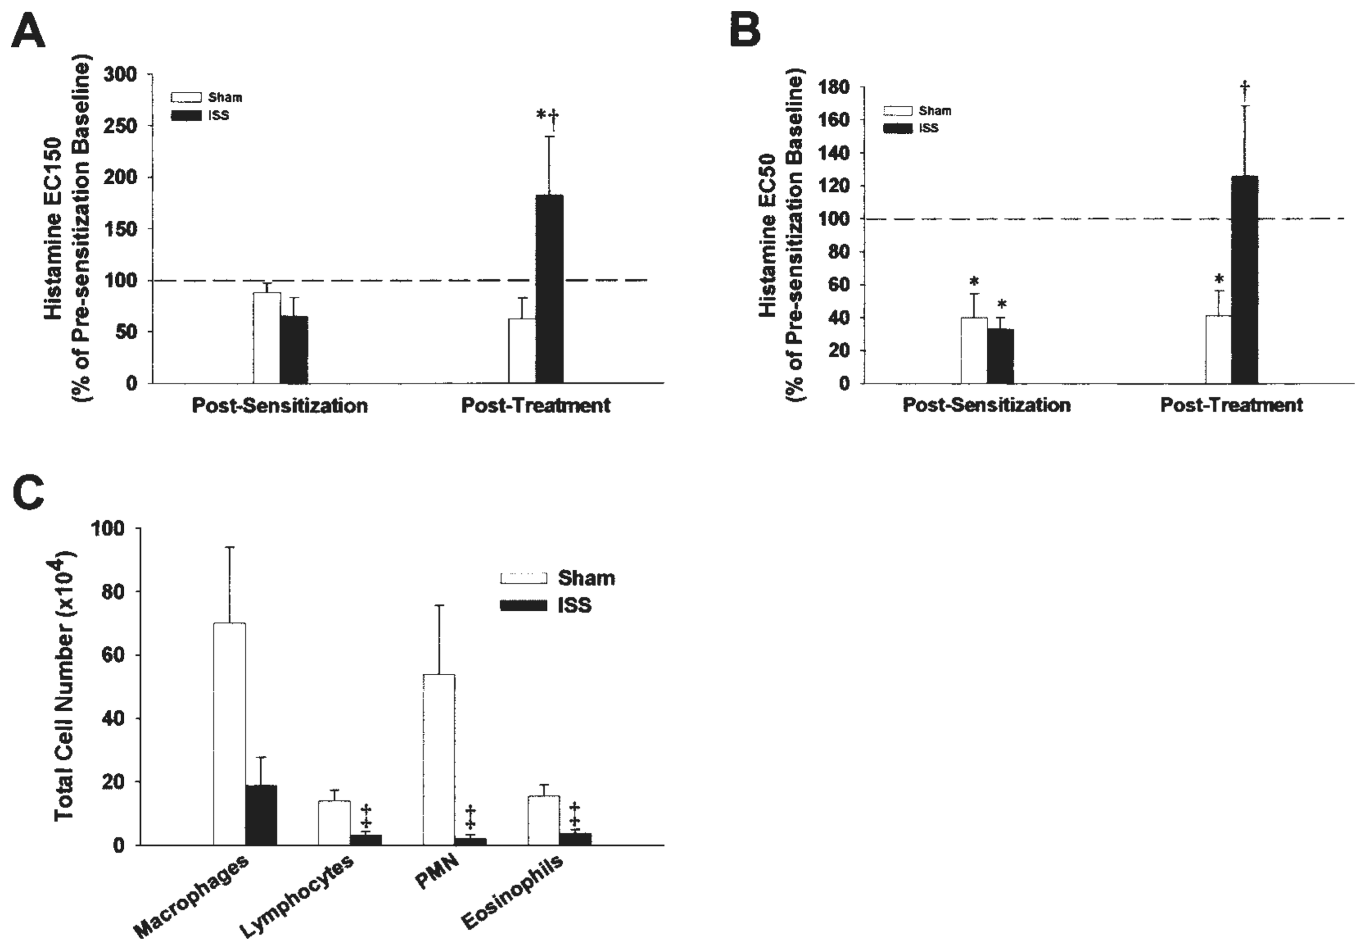 A
Histamine EC150
(% of Pre-sensitization Baseline)
300
250
200
150
100
50
0
Sham
ISS
*†
Post-Sensitization
Post-Treatment
B
Histamine EC50
(% of Pre-sensitization Baseline)
180
160
140
120
100
80
60
40
20
0
Sham
ISS
*
*
*
†
Post-Sensitization
Post-Treatment
C
Total Cell Number (x10⁴)
100
80
60
40
20
0
Sham
ISS
‡
‡
‡
Macrophages
Lymphocytes
PMN
Eosinophils